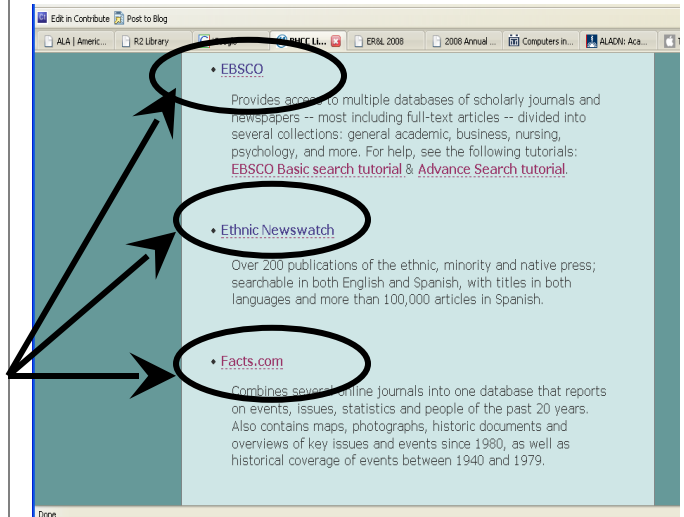 Edit in Contribute Post to Blog
ALA | Americ... R2 Library BHCC Li... ER&L 2008 2008 Annual ... Computers in... ALADN: Aca...
• EBSCO
Provides access to multiple databases of scholarly journals and
newspapers -- most including full-text articles -- divided into
several collections: general academic, business, nursing,
psychology, and more. For help, see the following tutorials:
EBSCO Basic search tutorial & Advance Search tutorial.
• Ethnic Newswatch
Over 200 publications of the ethnic, minority and native press;
searchable in both English and Spanish, with titles in both
languages and more than 100,000 articles in Spanish.
• Facts.com
Combines several online journals into one database that reports
on events, issues, statistics and people of the past 20 years.
Also contains maps, photographs, historic documents and
overviews of key issues and events since 1980, as well as
historical coverage of events between 1940 and 1979.
Done